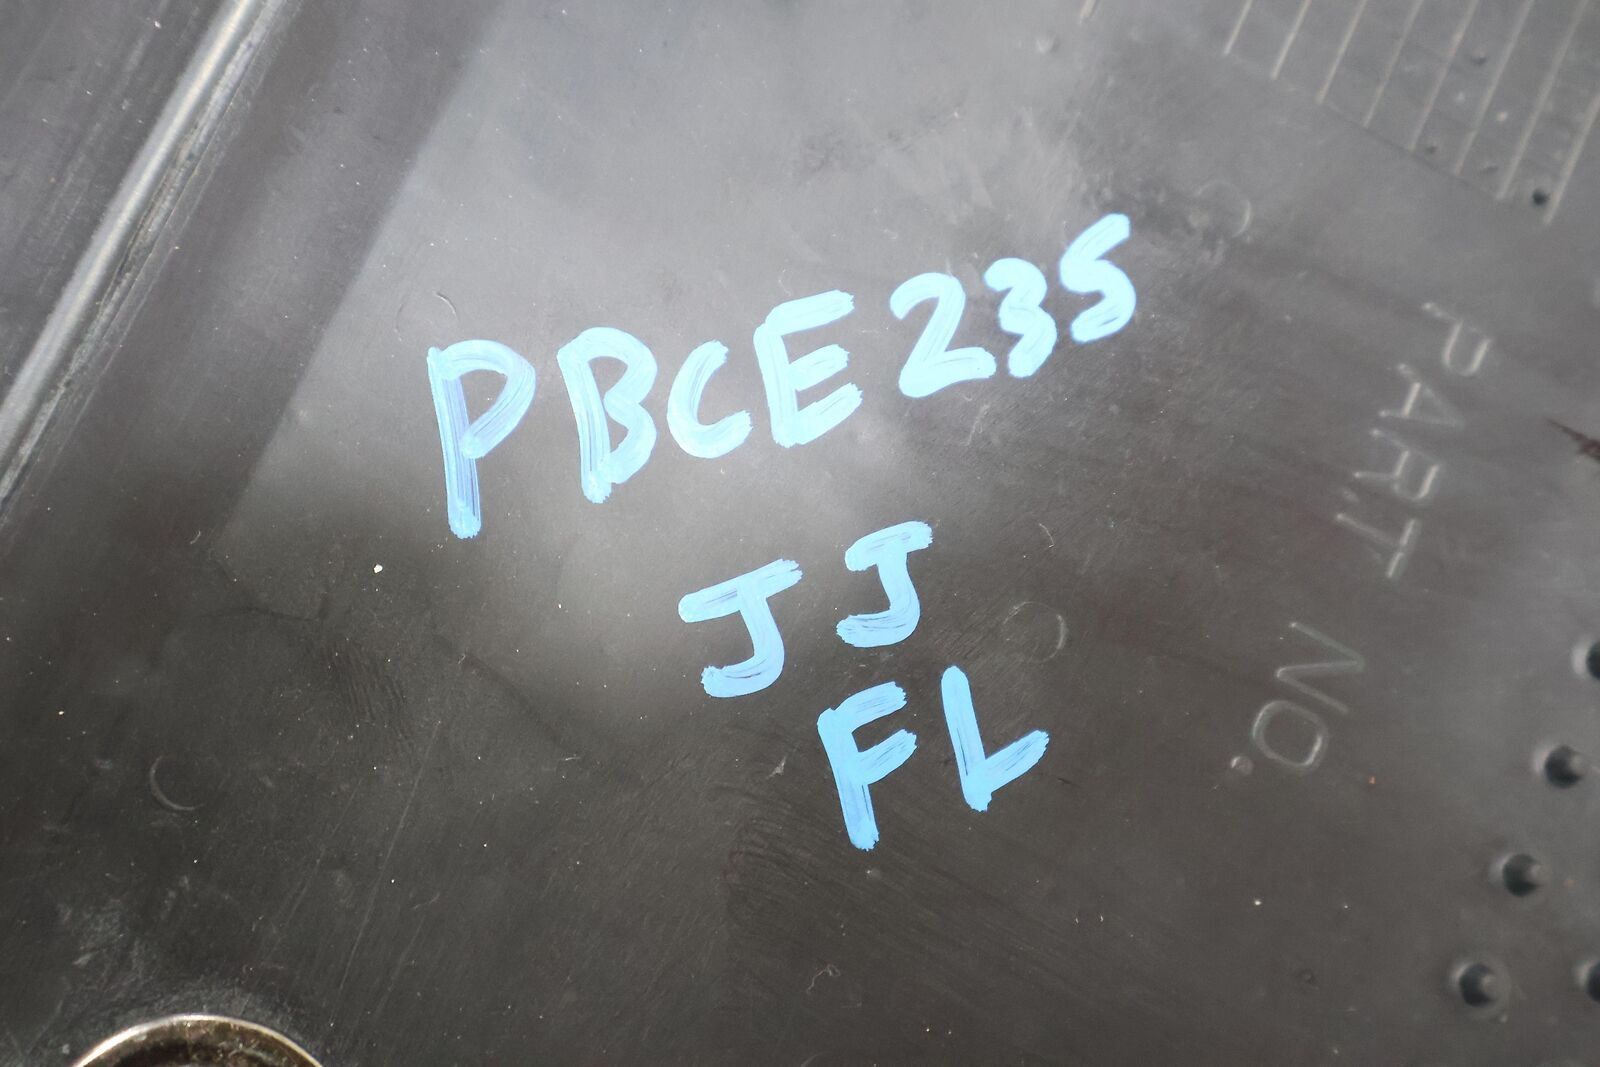 PBCE235
JJ
FL
PART NO.